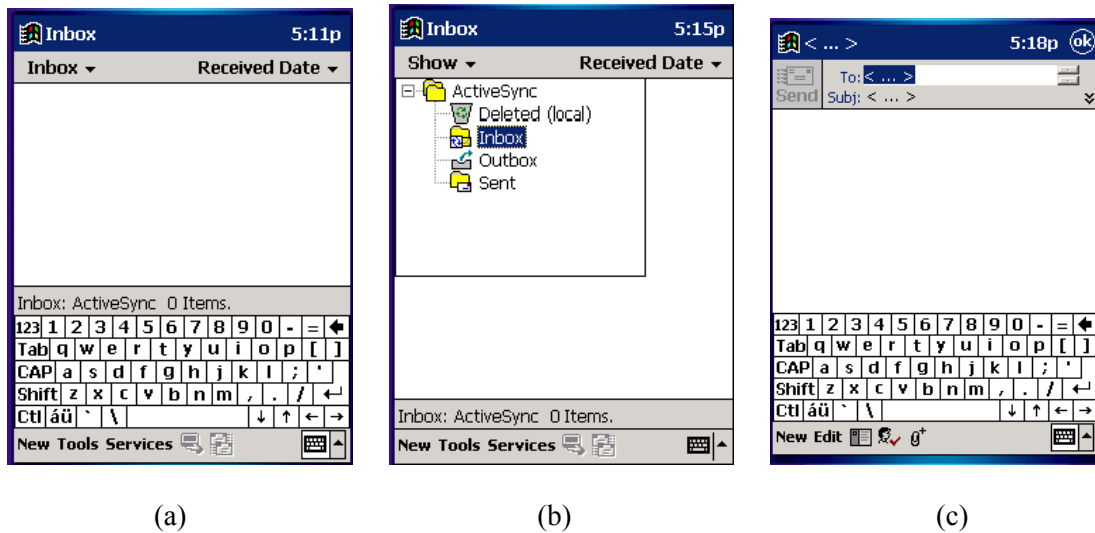 Inbox 5:11p
Inbox Received Date
Inbox: ActiveSync 0 Items.
123 1 2 3 4 5 6 7 8 9 0 - =
Tab q w e r t y u i o p [ ]
CAP a s d f g h j k l ; '
Shift z x c v b n m , . /
Ctl áü ` \ ↓ ↑ ← →
New Tools Services
(a)
Inbox 5:15p
Show Received Date
ActiveSync
Deleted (local)
Inbox
Outbox
Sent
Inbox: ActiveSync 0 Items.
New Tools Services
(b)
< ... > 5:18p ok
To: < ... >
Send Subj: < ... >
123 1 2 3 4 5 6 7 8 9 0 - =
Tab q w e r t y u i o p [ ]
CAP a s d f g h j k l ; '
Shift z x c v b n m , . /
Ctl áü ` \ ↓ ↑ ← →
New Edit
(c)